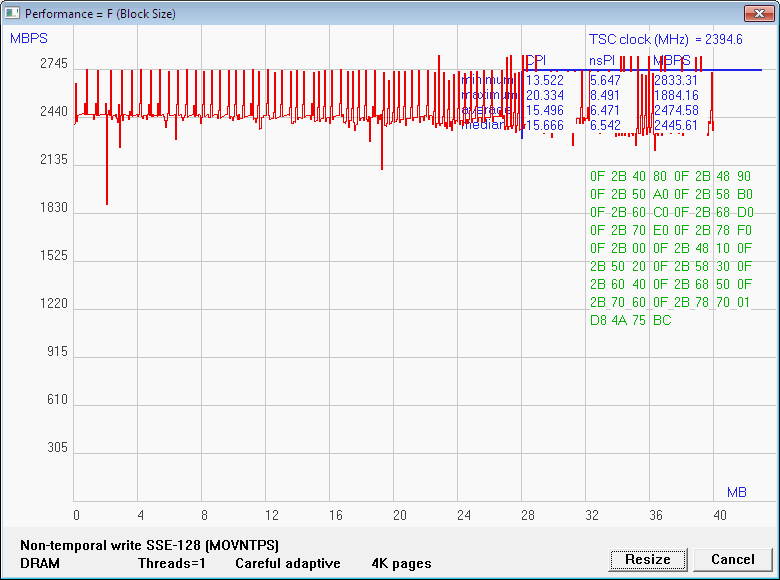 Performance = F (Block Size)
MBPS
TSC clock (MHz) = 2394.6
CPI nsPI MBPS
minimum 13.522 5.647 2833.31
maximum 20.334 8.491 1884.16
average 15.496 6.471 2474.58
median 15.666 6.542 2445.61
2745
2440
2135
1830
1525
1220
915
610
305
0F 2B 40 80 0F 2B 48 90
0F 2B 50 A0 0F 2B 58 B0
0F 2B 60 C0 0F 2B 68 D0
0F 2B 70 E0 0F 2B 78 F0
0F 2B 00 0F 2B 48 10 0F
2B 50 20 0F 2B 58 30 0F
2B 60 40 0F 2B 68 50 0F
2B 70 60 0F 2B 78 70 01
D8 4A 75 BC
MB
0 4 8 12 16 20 24 28 32 36 40
Non-temporal write SSE-128 (MOVNTPS)
DRAM Threads=1 Careful adaptive 4K pages
Resize Cancel